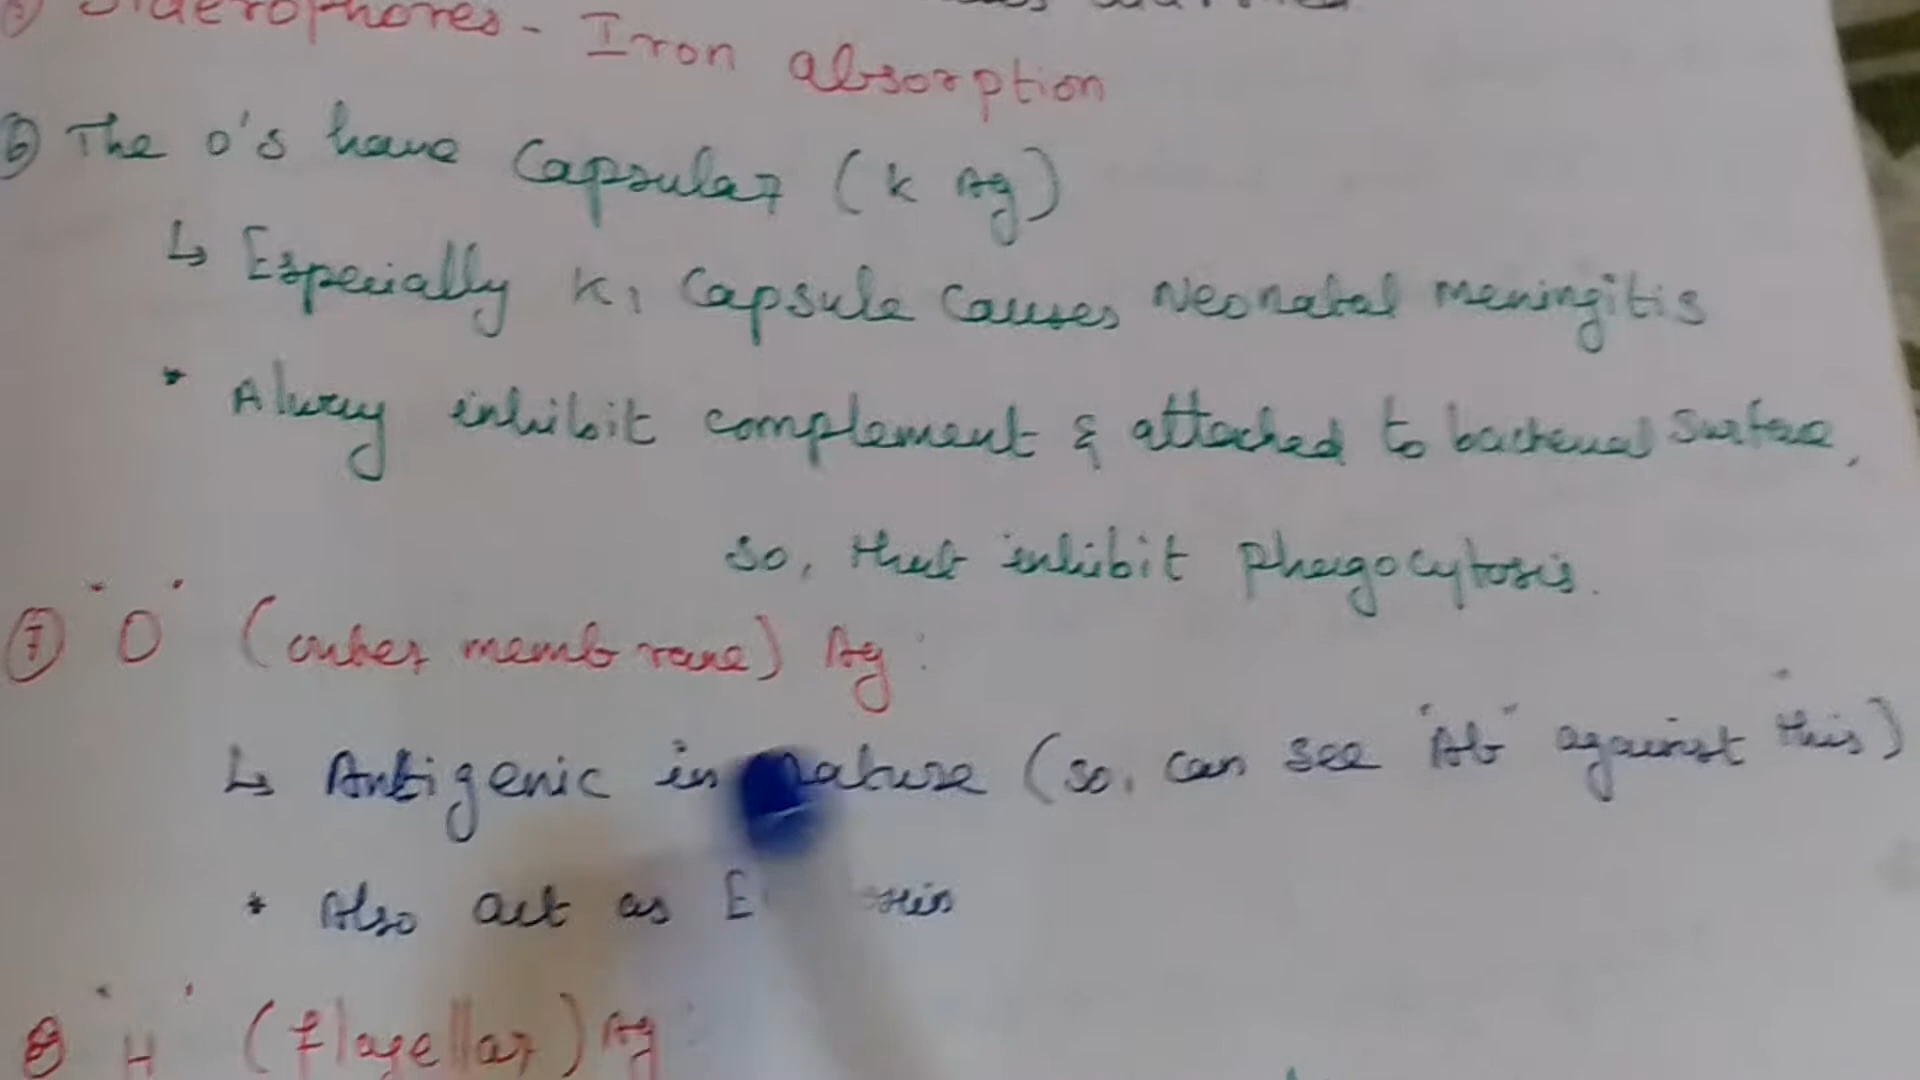 Siderophores - Iron absorption
⑥ The O's have Capsular (K Ag)
↳ Especially K1 Capsule Causes Neonatal meningitis
* Alway inhibit complement & attached to bacterial Surface,
so, that inhibit phagocytosis.
⑦ "O" (outer membrane) Ag:
↳ Antigenic in nature (so, can see "Ab" against this)
* Also act as
⑧ "H" (flagellar) Ag: